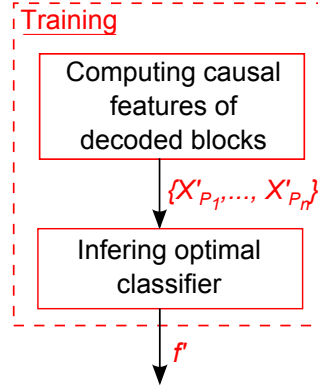 Training
Computing causal
features of
decoded blocks
{X'P1,..., X'Pn}
Infering optimal
classifier
f'